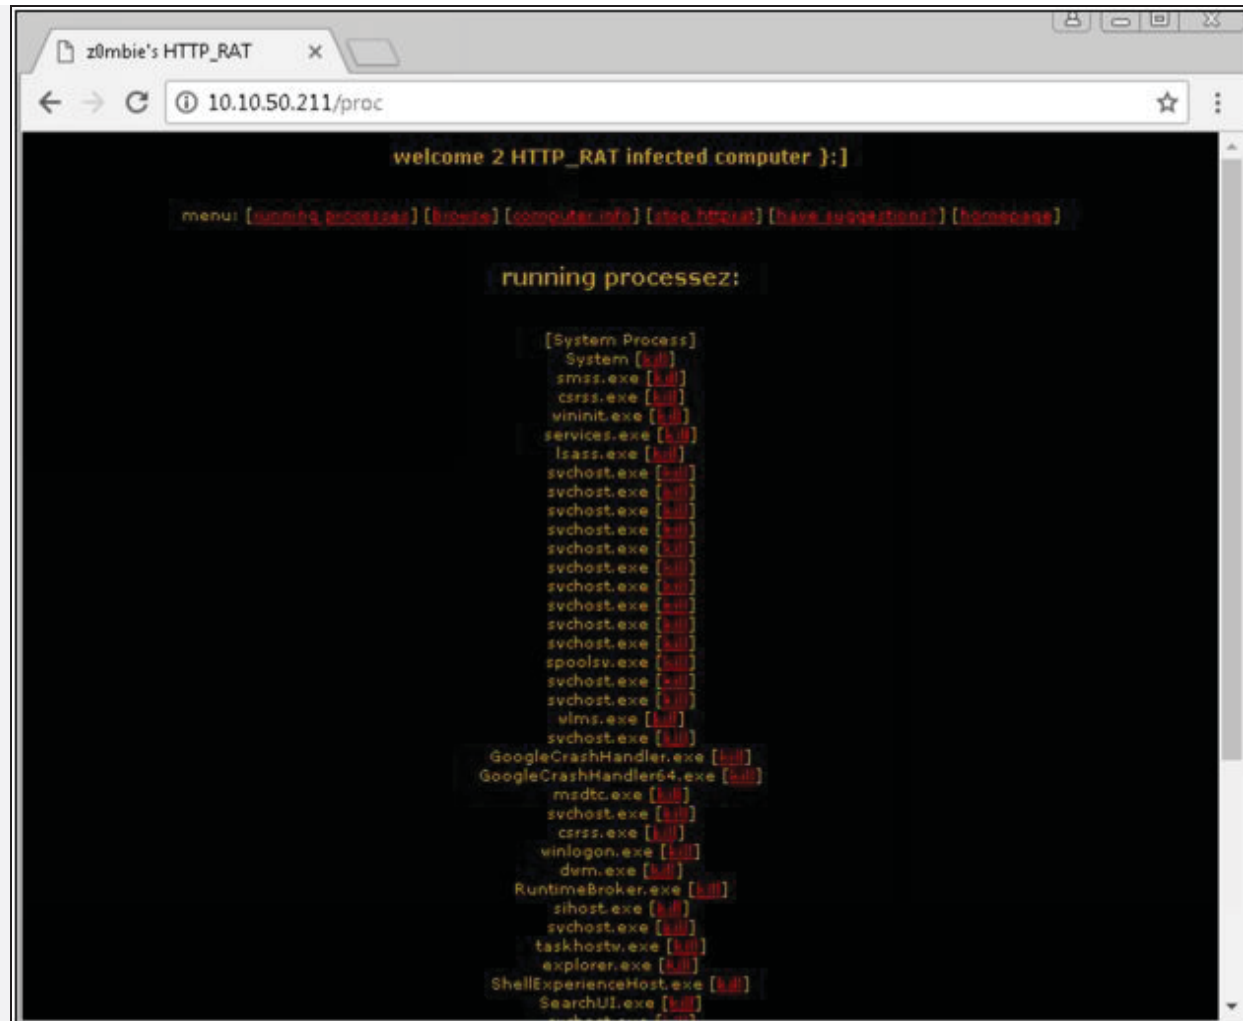 z0mbie's HTTP_RAT
10.10.50.211/proc
welcome 2 HTTP_RAT infected computer }:]
menu: [running processes] [browse] [computer info] [stop httprat] [have suggestions?] [homepage]
running processez:
[System Process]
System [kill]
smss.exe [kill]
csrss.exe [kill]
wininit.exe [kill]
services.exe [kill]
lsass.exe [kill]
svchost.exe [kill]
svchost.exe [kill]
svchost.exe [kill]
svchost.exe [kill]
svchost.exe [kill]
svchost.exe [kill]
svchost.exe [kill]
svchost.exe [kill]
svchost.exe [kill]
svchost.exe [kill]
spoolsv.exe [kill]
svchost.exe [kill]
svchost.exe [kill]
wlms.exe [kill]
svchost.exe [kill]
GoogleCrashHandler.exe [kill]
GoogleCrashHandler64.exe [kill]
msdtc.exe [kill]
svchost.exe [kill]
csrss.exe [kill]
winlogon.exe [kill]
dwm.exe [kill]
RuntimeBroker.exe [kill]
sihost.exe [kill]
svchost.exe [kill]
taskhostw.exe [kill]
explorer.exe [kill]
ShellExperienceHost.exe [kill]
SearchUI.exe [kill]